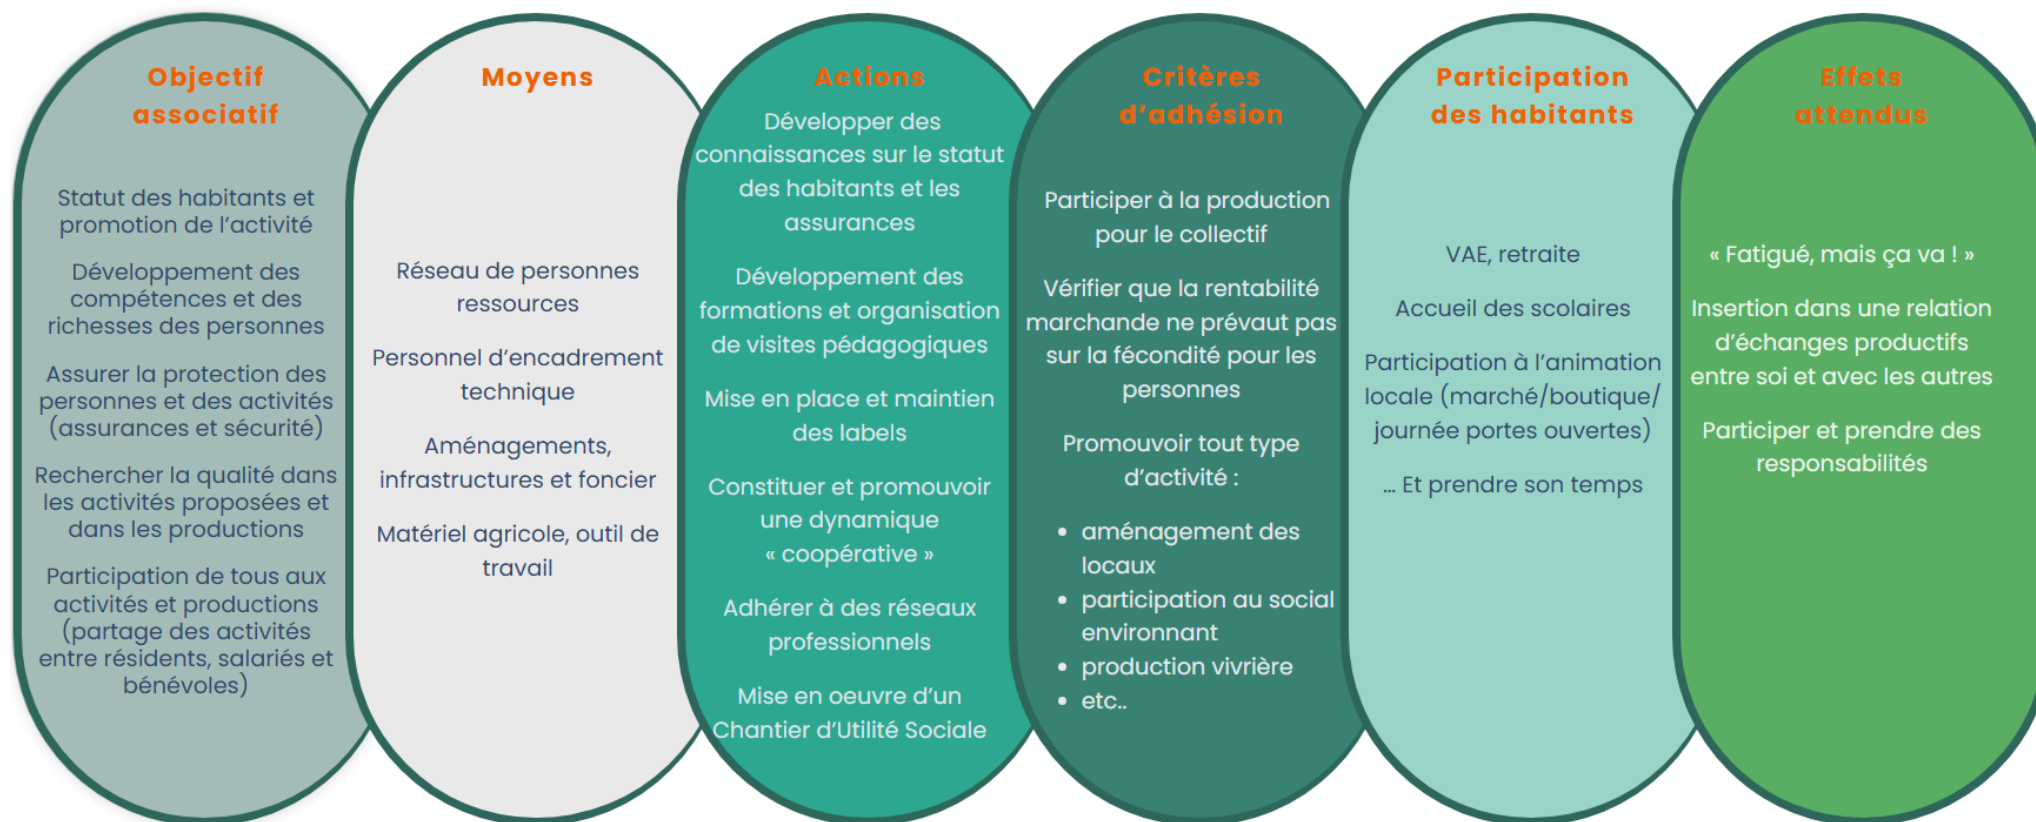 Objectif
associatif
Statut des habitants et
promotion de l'activité
Développement des
compétences et des
richesses des personnes
Assurer la protection des
personnes et des activités
(assurances et sécurité)
Rechercher la qualité dans
les activités proposées et
dans les productions
Participation de tous aux
activités et productions
(partage des activités
entre résidents, salariés et
bénévoles)
Moyens
Réseau de personnes
ressources
Personnel d'encadrement
technique
Aménagements,
infrastructures et foncier
Matériel agricole, outil de
travail
Actions
Développer des
connaissances sur le statut
des habitants et les
assurances
Développement des
formations et organisation
de visites pédagogiques
Mise en place et maintien
des labels
Constituer et promouvoir
une dynamique
« coopérative »
Adhérer à des réseaux
professionnels
Mise en oeuvre d'un
Chantier d'Utilité Sociale
Critères
d'adhésion
Participer à la production
pour le collectif
Vérifier que la rentabilité
marchande ne prévaut pas
sur la fécondité pour les
personnes
Promouvoir tout type
d'activité :
• aménagement des
locaux
• participation au social
environnant
• production vivrière
• etc..
Participation
des habitants
VAE, retraite
Accueil des scolaires
Participation à l'animation
locale (marché/boutique/
journée portes ouvertes)
... Et prendre son temps
Effets
attendus
« Fatigué, mais ça va ! »
Insertion dans une relation
d'échanges productifs
entre soi et avec les autres
Participer et prendre des
responsabilités